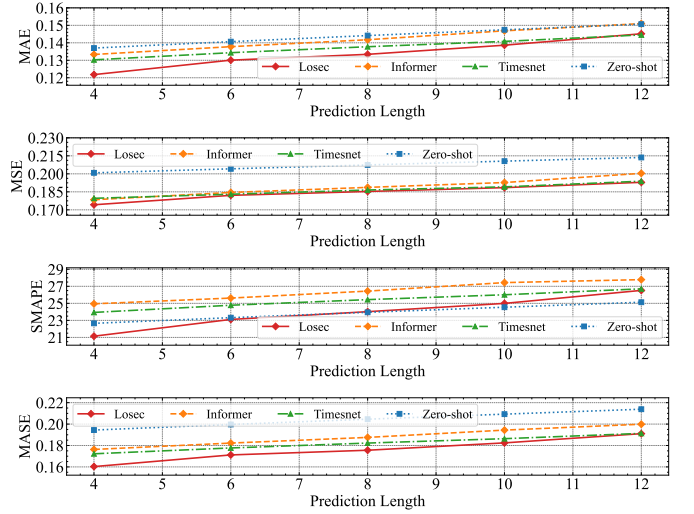 0.16
0.15
0.14
0.13
0.12
MAE
Losec Informer Timesnet Zero-shot
4 5 6 7 8 9 10 11 12
Prediction Length
0.230
0.215
0.200
0.185
0.170
MSE
Losec Informer Timesnet Zero-shot
4 5 6 7 8 9 10 11 12
Prediction Length
29
27
25
23
21
SMAPE
Losec Informer Timesnet Zero-shot
4 5 6 7 8 9 10 11 12
Prediction Length
0.22
0.20
0.18
0.16
MASE
Losec Informer Timesnet Zero-shot
4 5 6 7 8 9 10 11 12
Prediction Length